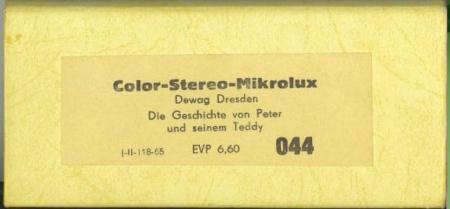 Color-Stereo-Mikrolux
Dewag Dresden
Die Geschichte von Peter
und seinem Teddy
I-II-118-65 EVP 6,60 044